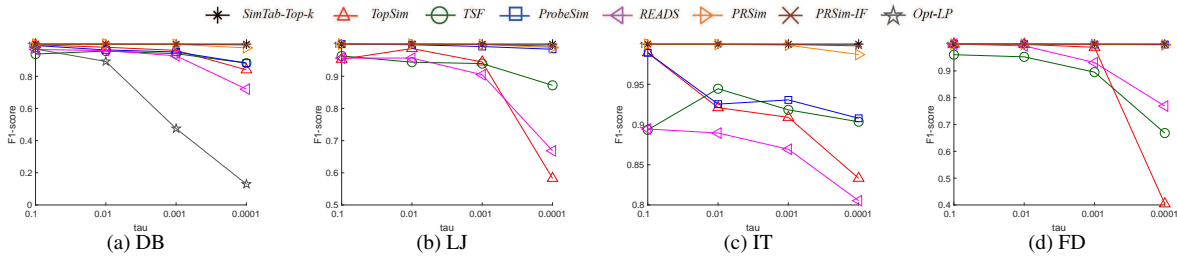 SimTab-Top-k TopSim TSF ProbeSim READS PRSim PRSim-IF Opt-LP
F1-score
1
0.8
0.6
0.4
0.2
0
0.1 0.01 0.001 0.0001
tau
(a) DB
F1-score
1
0.9
0.8
0.7
0.6
0.5
0.1 0.01 0.001 0.0001
tau
(b) LJ
F1-score
1
0.95
0.9
0.85
0.8
0.1 0.01 0.001 0.0001
tau
(c) IT
F1-score
1
0.9
0.8
0.7
0.6
0.5
0.4
0.1 0.01 0.001 0.0001
tau
(d) FD